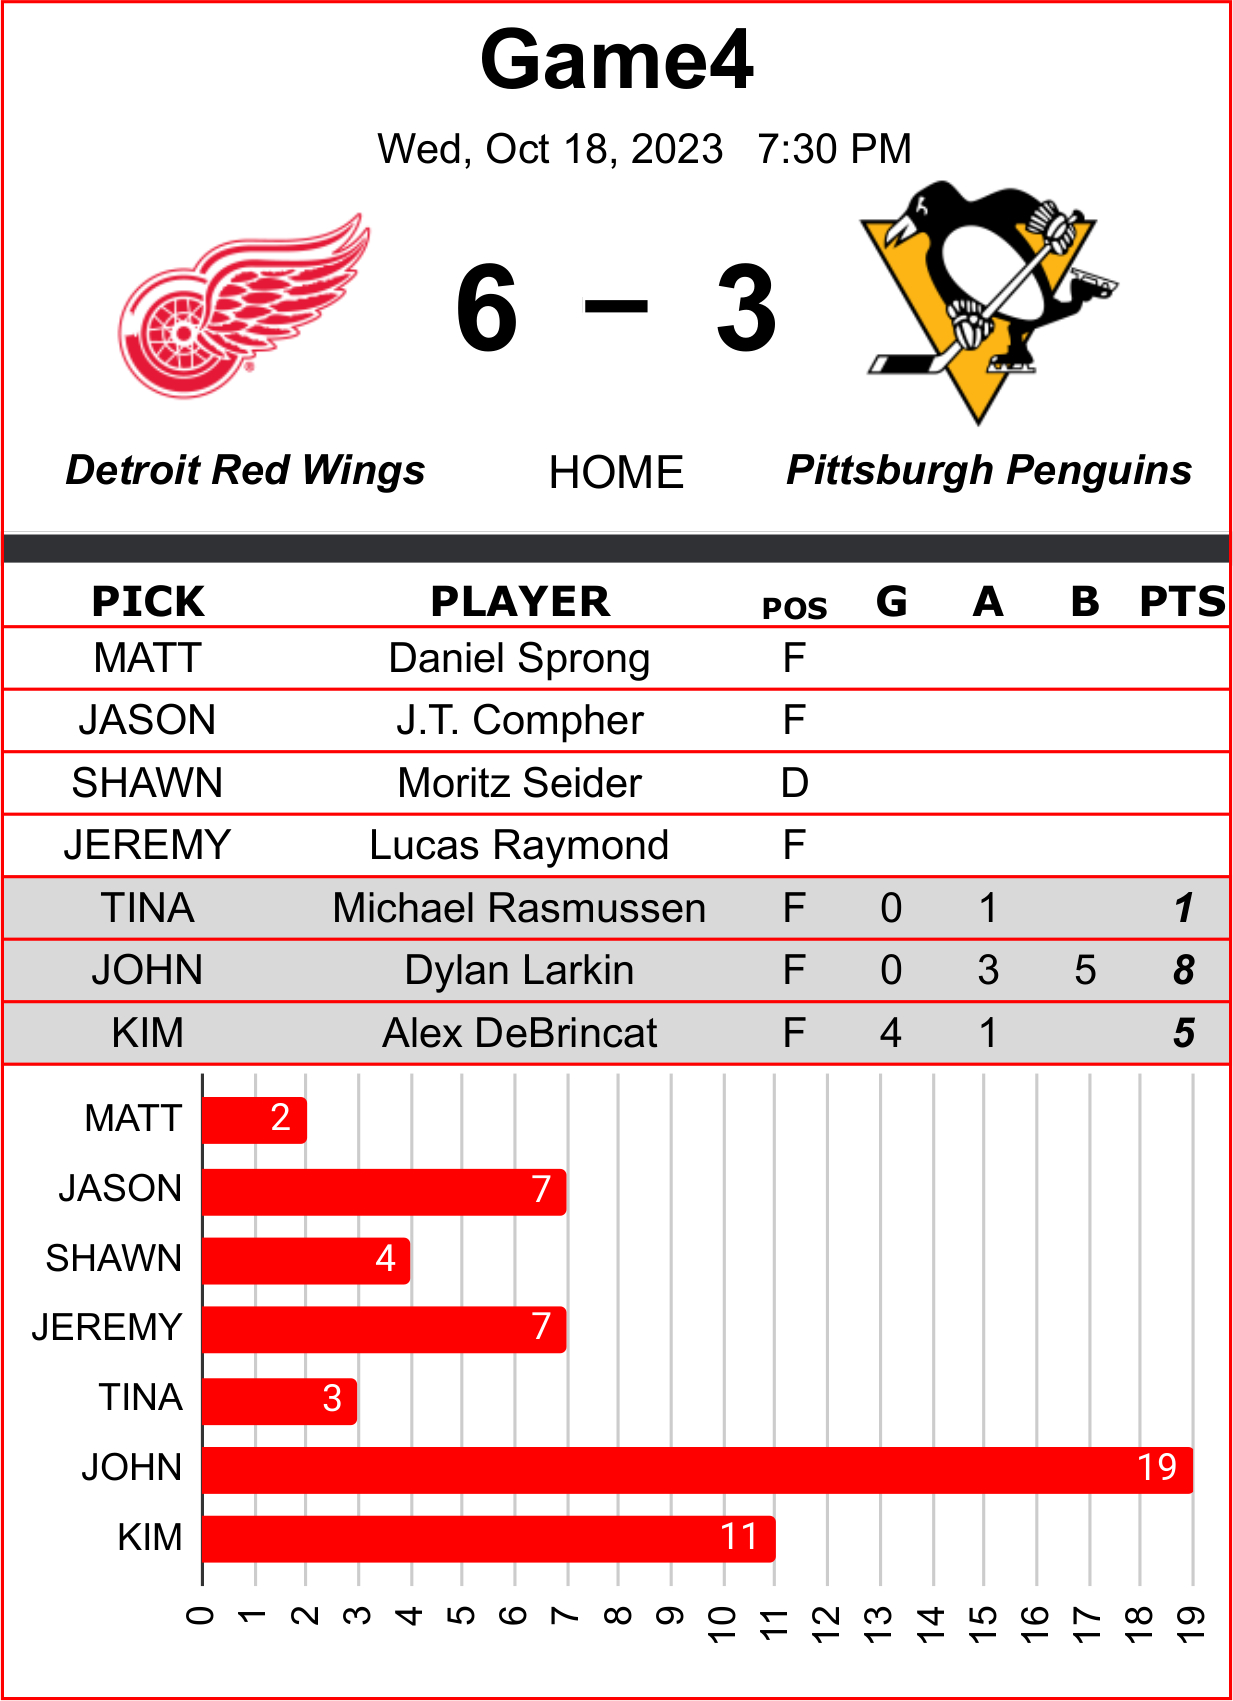 Game4
Wed, Oct 18, 2023 7:30 PM
6 – 3
Detroit Red Wings HOME Pittsburgh Penguins
PICK PLAYER POS G A B PTS
MATT Daniel Sprong F
JASON J.T. Compher F
SHAWN Moritz Seider D
JEREMY Lucas Raymond F
TINA Michael Rasmussen F 0 1 1
JOHN Dylan Larkin F 0 3 5 8
KIM Alex DeBrincat F 4 1 5
MATT 2
JASON 7
SHAWN 4
JEREMY 7
TINA 3
JOHN 19
KIM 11
0 1 2 3 4 5 6 7 8 9 10 11 12 13 14 15 16 17 18 19